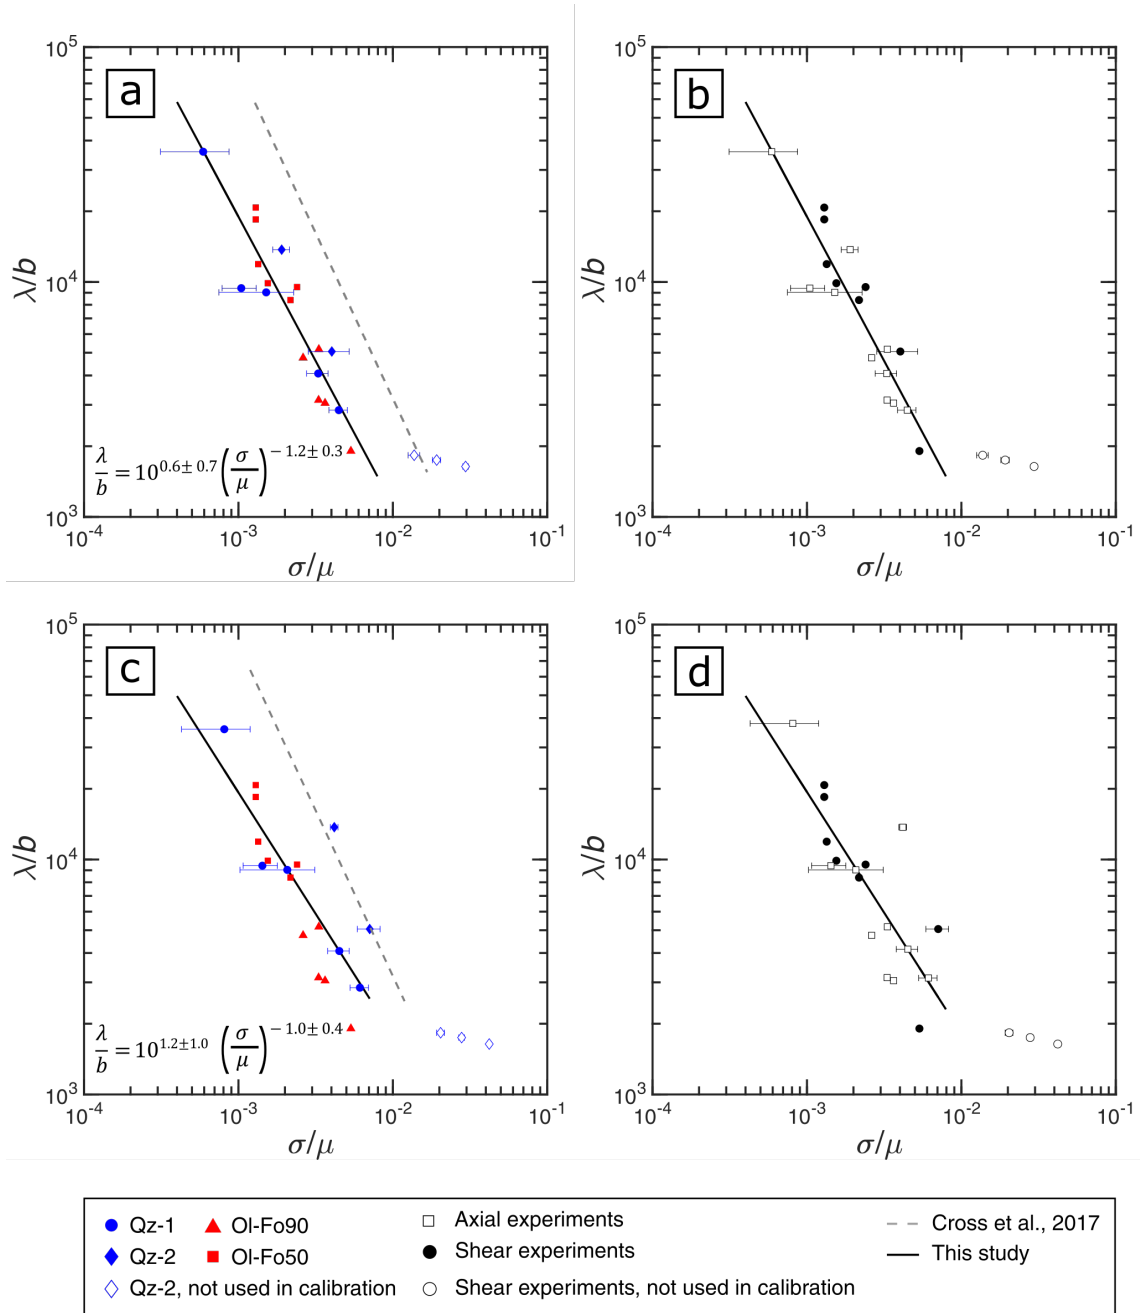 a
10^5
10^4
10^3
λ/b
λ/b = 10^{0.6±0.7} (σ/μ)^{−1.2±0.3}
10^{-4} 10^{-3} 10^{-2} 10^{-1}
σ/μ
b
10^5
10^4
10^3
λ/b
10^{-4} 10^{-3} 10^{-2} 10^{-1}
σ/μ
c
10^5
10^4
10^3
λ/b
λ/b = 10^{1.2±1.0} (σ/μ)^{−1.0±0.4}
10^{-4} 10^{-3} 10^{-2} 10^{-1}
σ/μ
d
10^5
10^4
10^3
λ/b
10^{-4} 10^{-3} 10^{-2} 10^{-1}
σ/μ
Qz-1
Qz-2
Qz-2, not used in calibration
Ol-Fo90
Ol-Fo50
Axial experiments
Shear experiments
Shear experiments, not used in calibration
Cross et al., 2017
This study